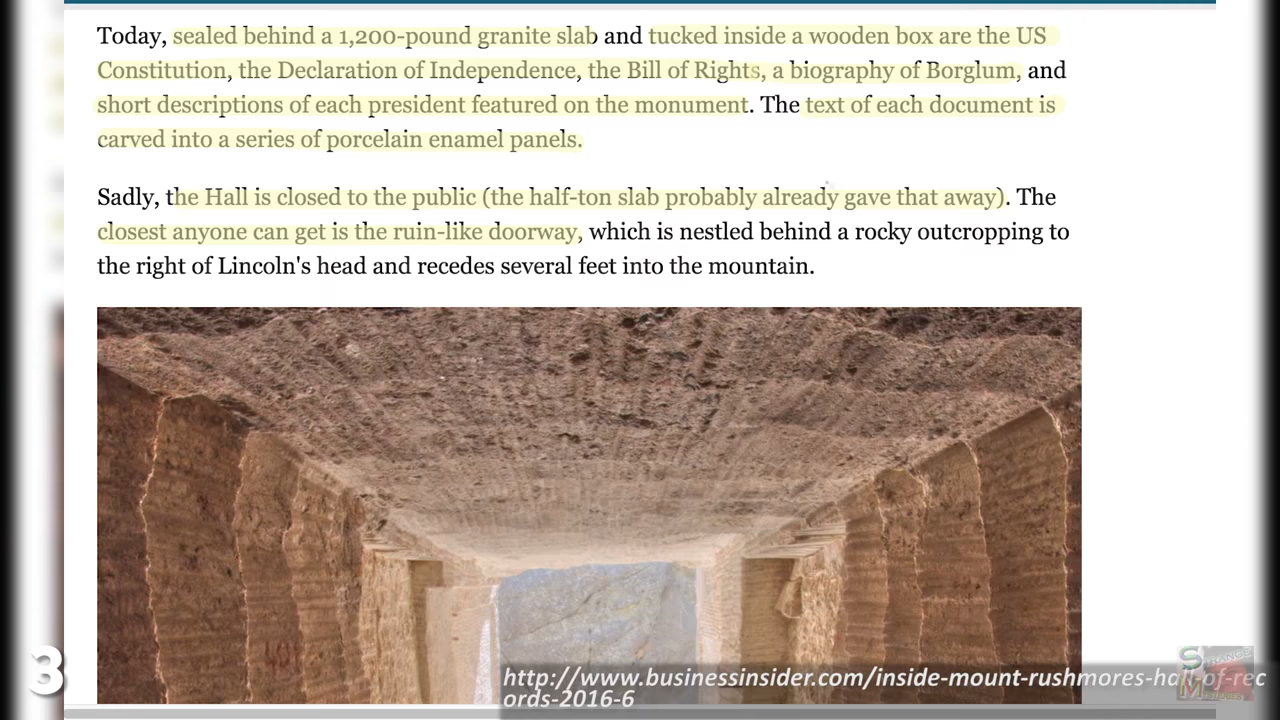 Today, sealed behind a 1,200-pound granite slab and tucked inside a wooden box are the US
Constitution, the Declaration of Independence, the Bill of Rights, a biography of Borglum, and
short descriptions of each president featured on the monument. The text of each document is
carved into a series of porcelain enamel panels.
Sadly, the Hall is closed to the public (the half-ton slab probably already gave that away). The
closest anyone can get is the ruin-like doorway, which is nestled behind a rocky outcropping to
the right of Lincoln's head and recedes several feet into the mountain.
3
http://www.businessinsider.com/inside-mount-rushmores-hall-of-rec
ords-2016-6
STRANGE